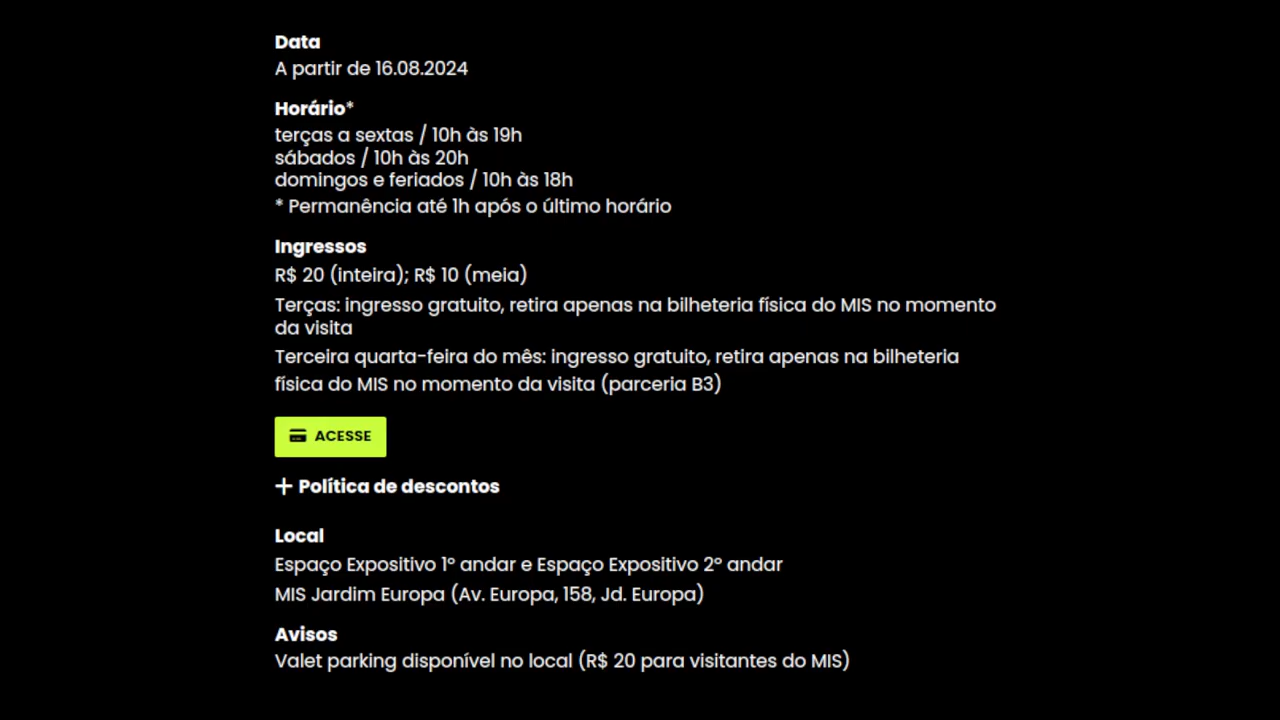 Data
A partir de 16.08.2024
Horário*
terças a sextas / 10h às 19h
sábados / 10h às 20h
domingos e feriados / 10h às 18h
* Permanência até 1h após o último horário
Ingressos
R$ 20 (inteira); R$ 10 (meia)
Terças: ingresso gratuito, retira apenas na bilheteria física do MIS no momento
da visita
Terceira quarta-feira do mês: ingresso gratuito, retira apenas na bilheteria
física do MIS no momento da visita (parceria B3)
ACESSE
+ Política de descontos
Local
Espaço Expositivo 1º andar e Espaço Expositivo 2º andar
MIS Jardim Europa (Av. Europa, 158, Jd. Europa)
Avisos
Valet parking disponível no local (R$ 20 para visitantes do MIS)